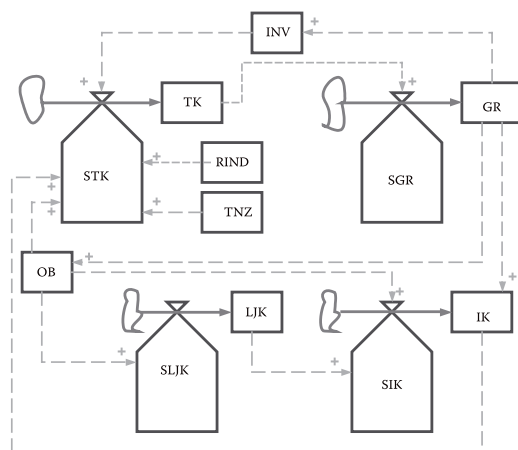 INV
+
+
+
TK
GR
+
RIND
STK
SGR
+
+
+
TNZ
+
OB
+
+
+
LJK
IK
+
+
SLJK
SIK